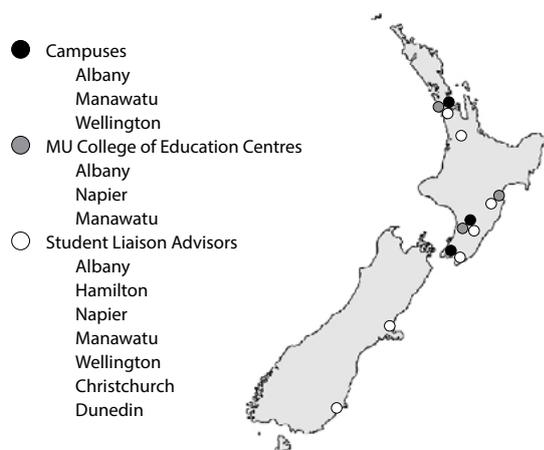 Campuses
Albany
Manawatu
Wellington
MU College of Education Centres
Albany
Napier
Manawatu
Student Liaison Advisors
Albany
Hamilton
Napier
Manawatu
Wellington
Christchurch
Dunedin